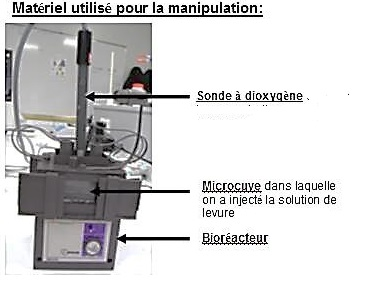 Matériel utilisé pour la manipulation:
Sonde à dioxygène
Microcuve dans laquelle
on a injecté la solution de
levure
Bioréacteur